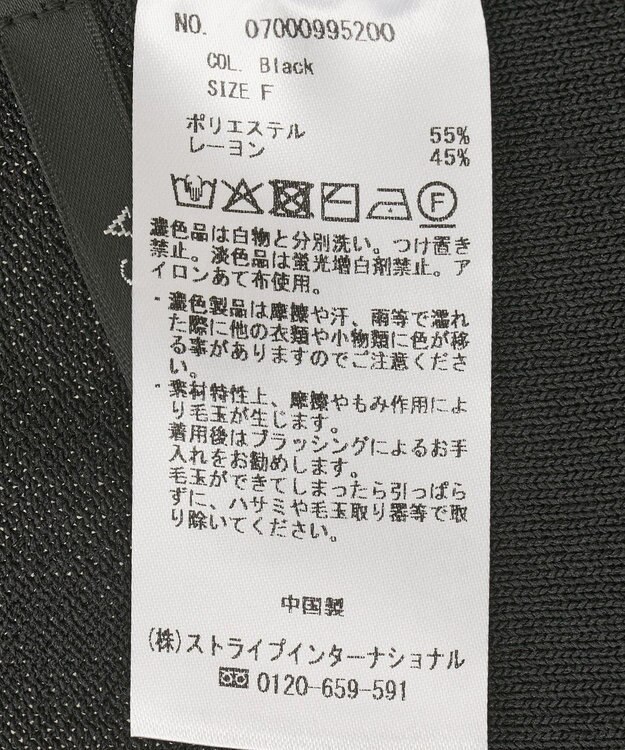 NO. 07000995200
COL. Black
SIZE F
ポリエステル 55%
レーヨン 45%
F
濃色品は白物と分別洗い。つけ置き
禁止。淡色品は蛍光増白剤禁止。ア
イロンあて布使用。
・濃色製品は摩擦や汗、雨等で濡れ
た際に他の衣類や小物類に色が移
る事がありますのでご注意くださ
い。
・素材特性上、摩擦やもみ作用によ
り毛玉が生じます。
着用後はブラッシングによるお手
入れをお勧めします。
毛玉ができてしまったら引っぱら
ずに、ハサミや毛玉取り器等で取
り除いてください。
中国製
(株)ストライプインターナショナル
0120-659-591